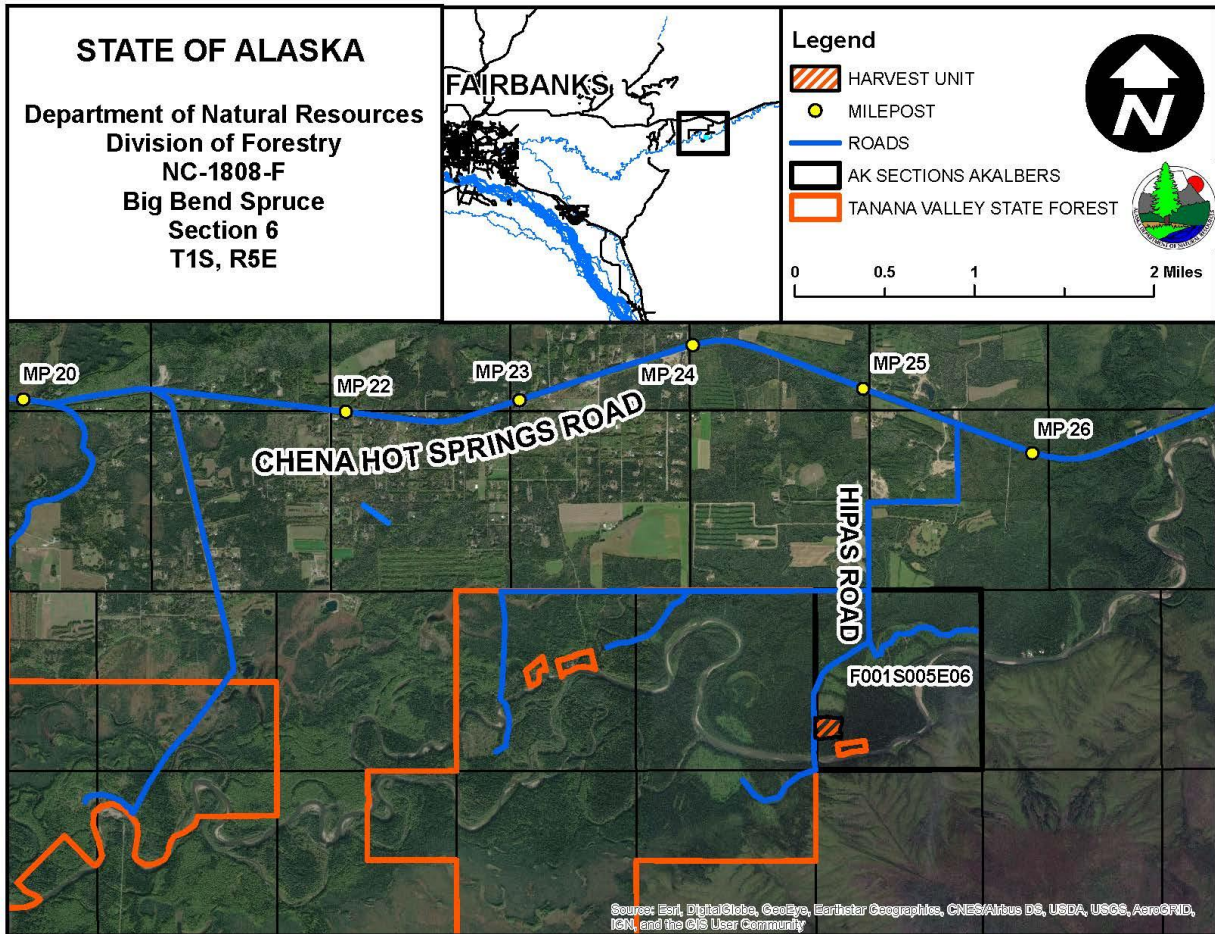 STATE OF ALASKA
Department of Natural Resources
Division of Forestry
NC-1808-F
Big Bend Spruce
Section 6
T1S, R5E
FAIRBANKS
Legend
HARVEST UNIT
MILEPOST
ROADS
AK SECTIONS AKALBERS
TANANA VALLEY STATE FOREST
0 0.5 1 2 Miles
N
MP 20
MP 22
MP 23
MP 24
MP 25
MP 26
CHENA HOT SPRINGS ROAD
HIPAS ROAD
F001S005E06
Source: Esri, DigitalGlobe, GeoEye, Earthstar Geographics, CNES/Airbus DS, USDA, USGS, AeroGRID,
IGN, and the GIS User Community